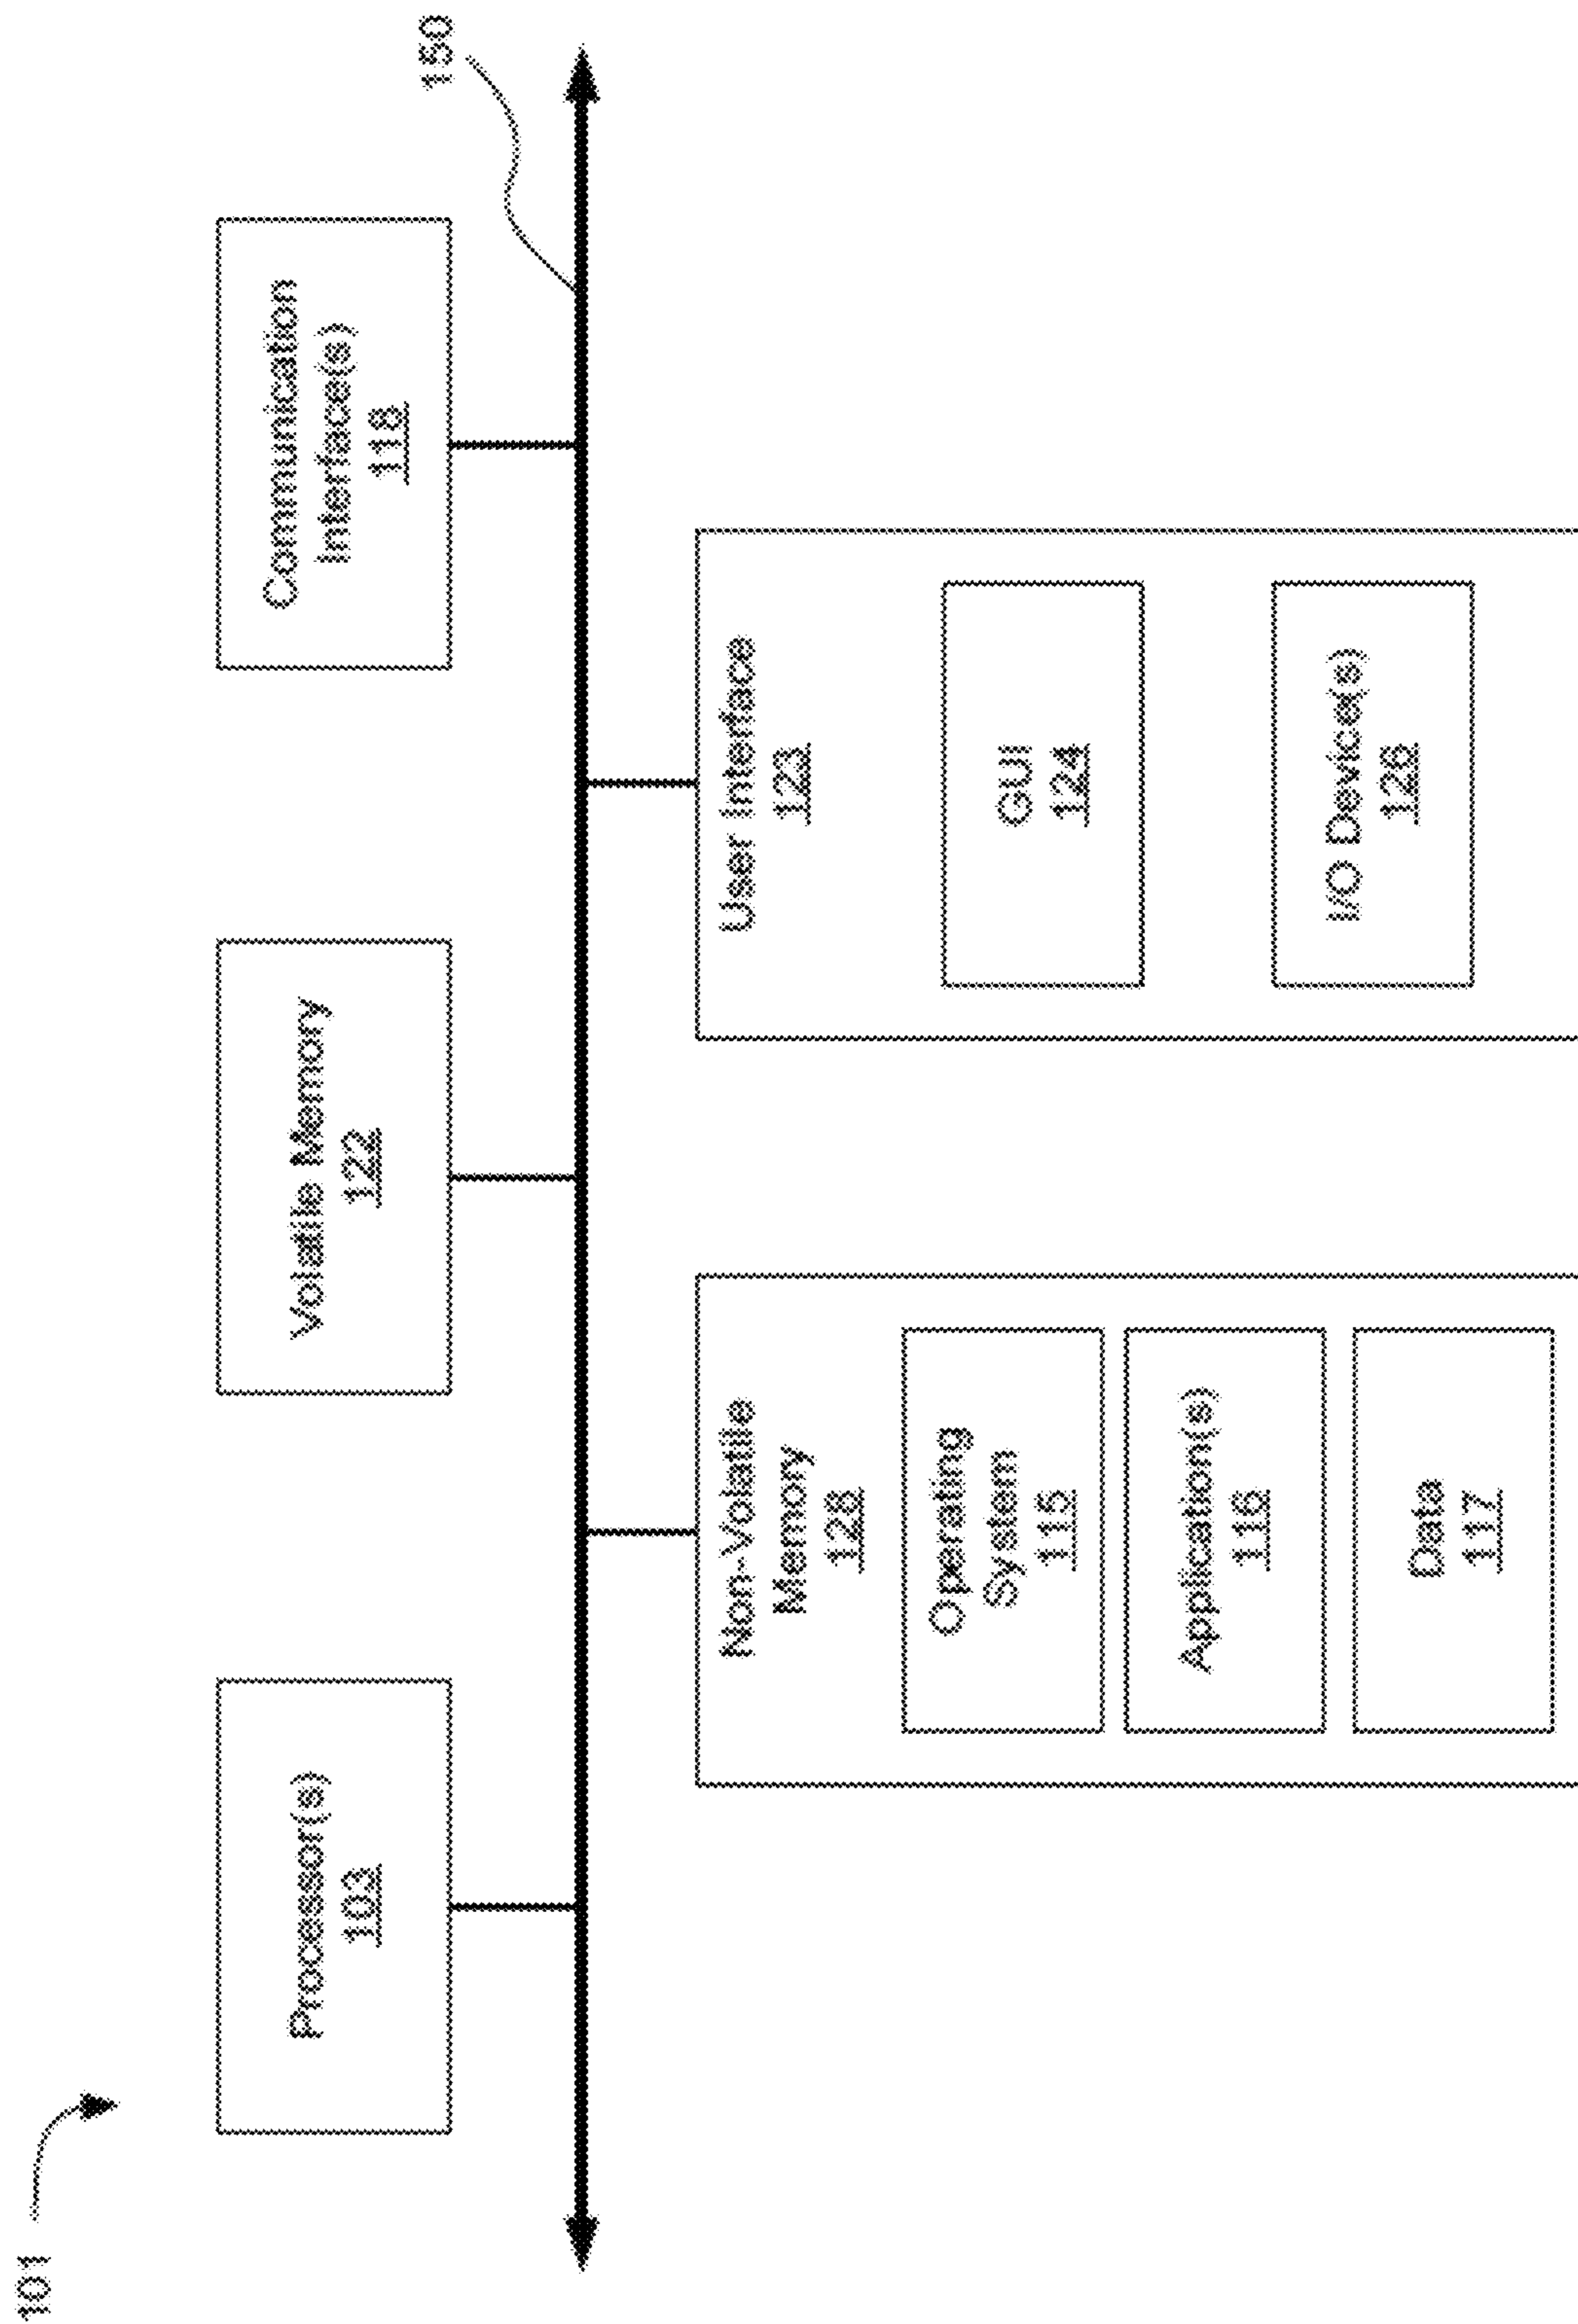 101
Processor(s)
103
Volatile Memory
122
Communication
Interface(s)
118
150
Non-Volatile
Memory
128
Operating
System
115
Application(s)
116
Data
117
User Interface
123
GUI
124
I/O Device(s)
126